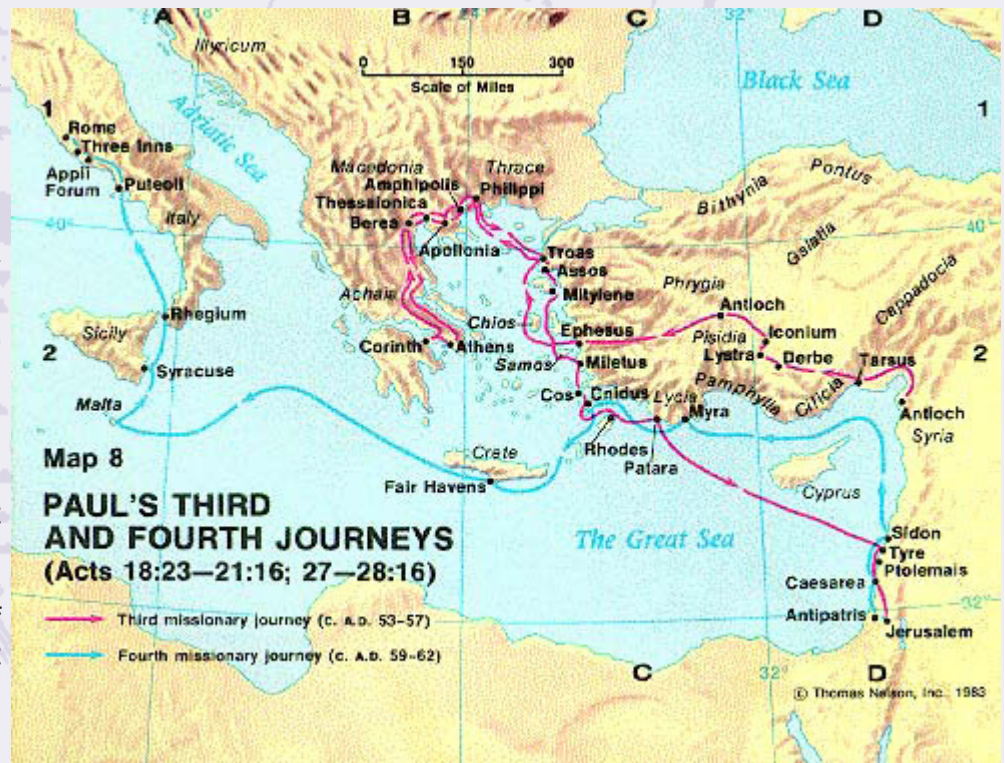 A
B
C
D
Illyricum
0 150 300
Scale of Miles
Black Sea
Adriatic Sea
1
1
Rome
Three Inns
Appii
Forum
Puteoli
Italy
Macedonia
Thrace
Amphipolis
Philippi
Thessalonica
Berea
Apollonia
Pontus
Bithynia
Galatia
Cappadocia
40°
40°
32°
Troas
Assos
Mitylene
Phrygia
Antioch
Achaia
Chios
Ephesus
Pisidia
Iconium
Lystra
Derbe
Tarsus
Rhegium
Sicily
2
2
Corinth
Athens
Samos
Miletus
Syracuse
Cos
Cnidus
Lycia
Pamphylia
Cilicia
Myra
Antioch
Syria
Malta
Rhodes
Patara
Crate
Fair Havens
Cyprus
Map 8
PAUL'S THIRD
AND FOURTH JOURNEYS
(Acts 18:23—21:16; 27—28:16)
The Great Sea
Sidon
Tyre
Ptolemais
Caesarea
Antipatris
Jerusalem
32°
Third missionary journey (C. A.D. 53–57)
Fourth missionary journey (C. A.D. 59–62)
C
32°
D
© Thomas Nelson, Inc. 1983